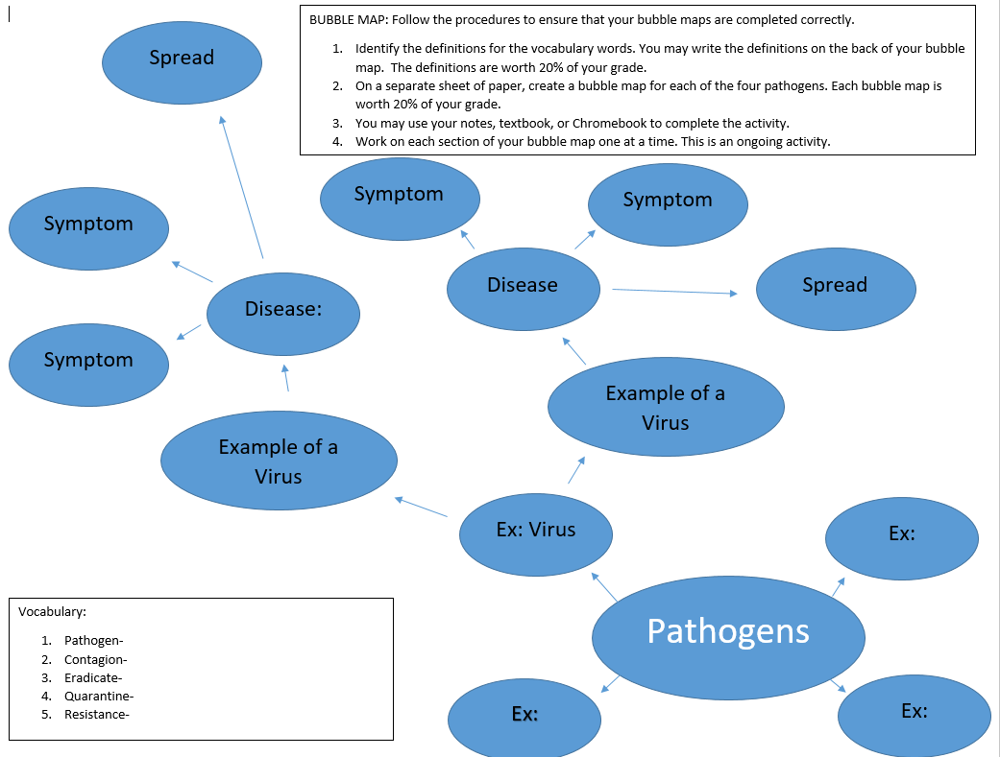 BUBBLE MAP: Follow the procedures to ensure that your bubble maps are completed correctly.
1. Identify the definitions for the vocabulary words. You may write the definitions on the back of your bubble
map. The definitions are worth 20% of your grade.
2. On a separate sheet of paper, create a bubble map for each of the four pathogens. Each bubble map is
worth 20% of your grade.
3. You may use your notes, textbook, or Chromebook to complete the activity.
4. Work on each section of your bubble map one at a time. This is an ongoing activity.
Spread
Symptom
Symptom
Disease:
Example of a
Virus
Symptom
Symptom
Disease
Spread
Example of a
Virus
Ex: Virus
Ex:
Pathogens
Ex:
Ex:
Vocabulary:
1. Pathogen-
2. Contagion-
3. Eradicate-
4. Quarantine-
5. Resistance-